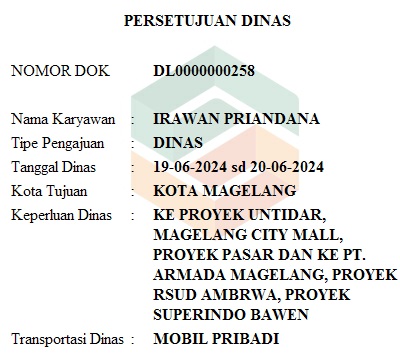 PERSETUJUAN DINAS
NOMOR DOK DL0000000258
Nama Karyawan : IRAWAN PRIANDANA
Tipe Pengajuan : DINAS
Tanggal Dinas : 19-06-2024 sd 20-06-2024
Kota Tujuan : KOTA MAGELANG
Keperluan Dinas : KE PROYEK UNTIDAR,
MAGELANG CITY MALL,
PROYEK PASAR DAN KE PT.
ARMADA MAGELANG, PROYEK
RSUD AMBRWA, PROYEK
SUPERINDO BAWEN
Transportasi Dinas : MOBIL PRIBADI